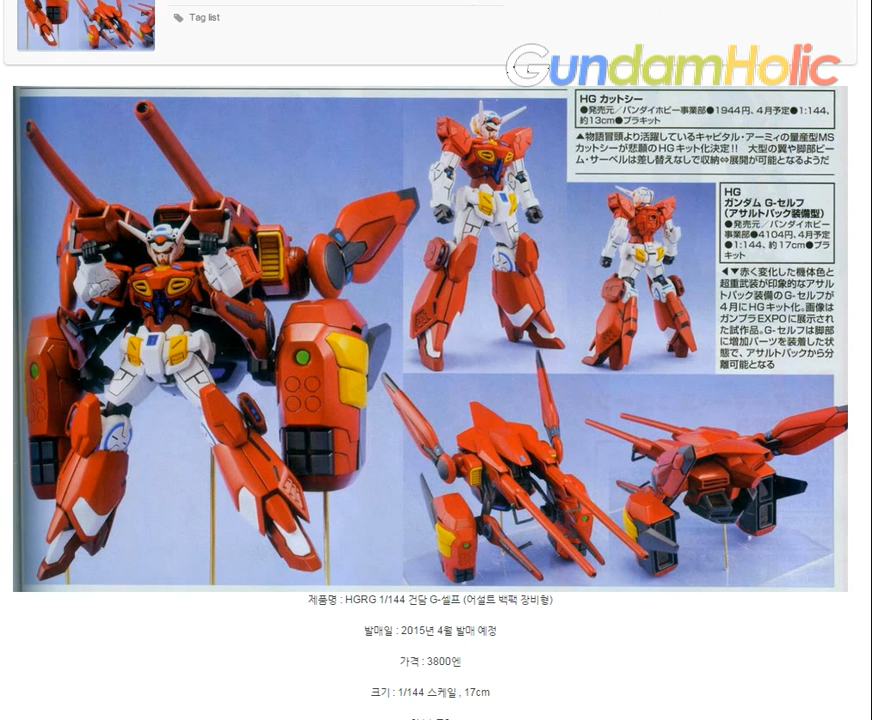 Tag list
GundamHolic
HG カットシー
●発売元／バンダイホビー事業部●1944円、4月予定●1:144、
約13cm●プラキット
▲物語冒頭より活躍しているキャピタル・アーミィの量産型MS
カットシーが悲願のHGキット化決定!!　大型の翼や脚部ビー
ム・サーベルは差し替えなしで収納⇔展開が可能となるようだ
HG
ガンダム G-セルフ
（アサルトパック装備型）
●発売元／バンダイホビー
事業部●4104円、4月予定
●1:144、約17cm●プラ
キット
◀▼赤く変化した機体色と
超重武装が印象的なアサル
トパック装備のG-セルフが
4月にHGキット化。画像は
ガンプラEXPOに展示され
た試作品。G-セルフは脚部
に増加パーツを装着した状
態で、アサルトパックから分
離可能となる
제품명 : HGRG 1/144 건담 G-셀프 (어설트 백팩 장비형)
발매일 : 2015년 4월 발매 예정
가격 : 3800엔
크기 : 1/144 스케일 , 17cm